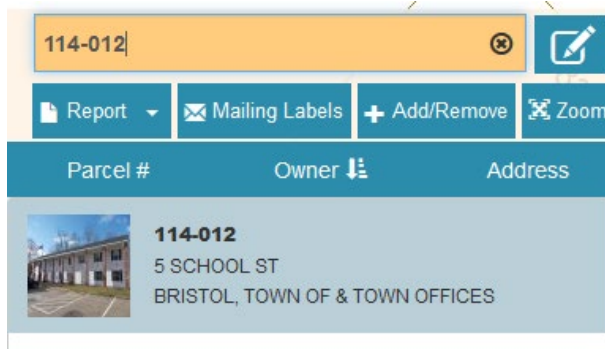 114-012
Report Mailing Labels Add/Remove Zoom
Parcel # Owner Address
114-012
5 SCHOOL ST
BRISTOL, TOWN OF & TOWN OFFICES